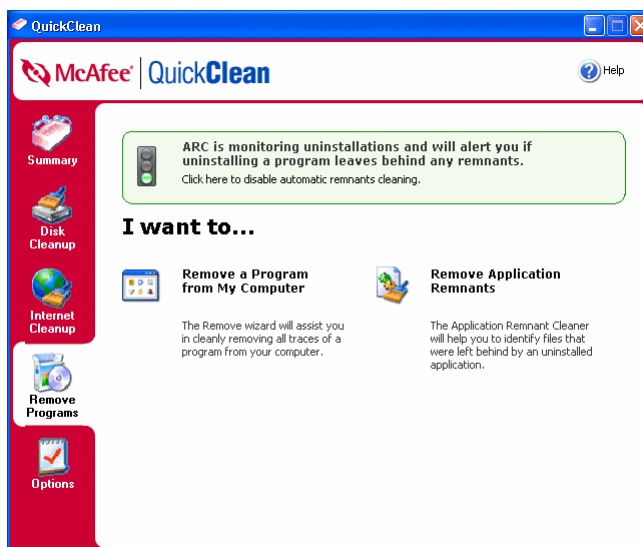 QuickClean
McAfee® QuickClean
Help
Summary
Disk
Cleanup
Internet
Cleanup
Remove
Programs
Options
ARC is monitoring uninstallations and will alert you if
uninstalling a program leaves behind any remnants.
Click here to disable automatic remnants cleaning.
I want to...
Remove a Program
from My Computer
The Remove wizard will assist you
in cleanly removing all traces of a
program from your computer.
Remove Application
Remnants
The Application Remnant Cleaner
will help you to identify files that
were left behind by an uninstalled
application.